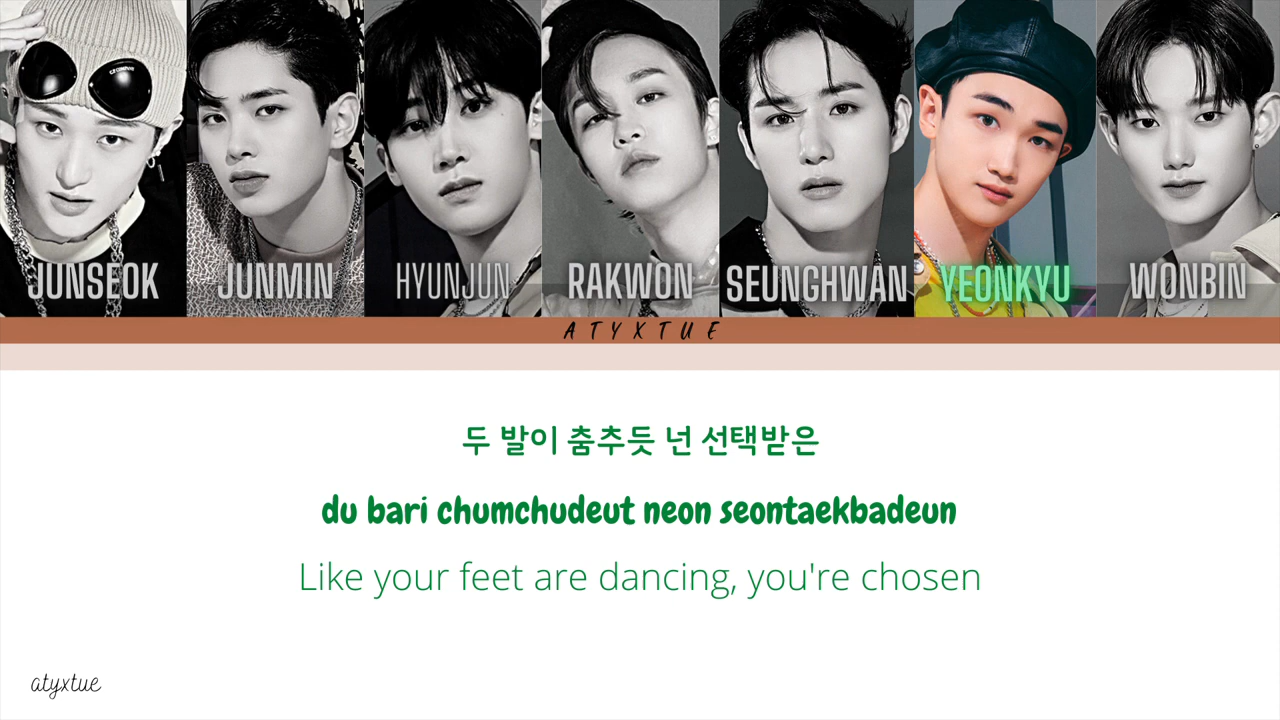 JUNSEOK JUNMIN HYUNJUN RAKWON SEUNGHWAN YEONKYU WONBIN
ATYXTUE
두 발이 춤추듯 넌 선택받은
du bari chumchudeut neon seontaekbadeun
Like your feet are dancing, you're chosen
atyxtue